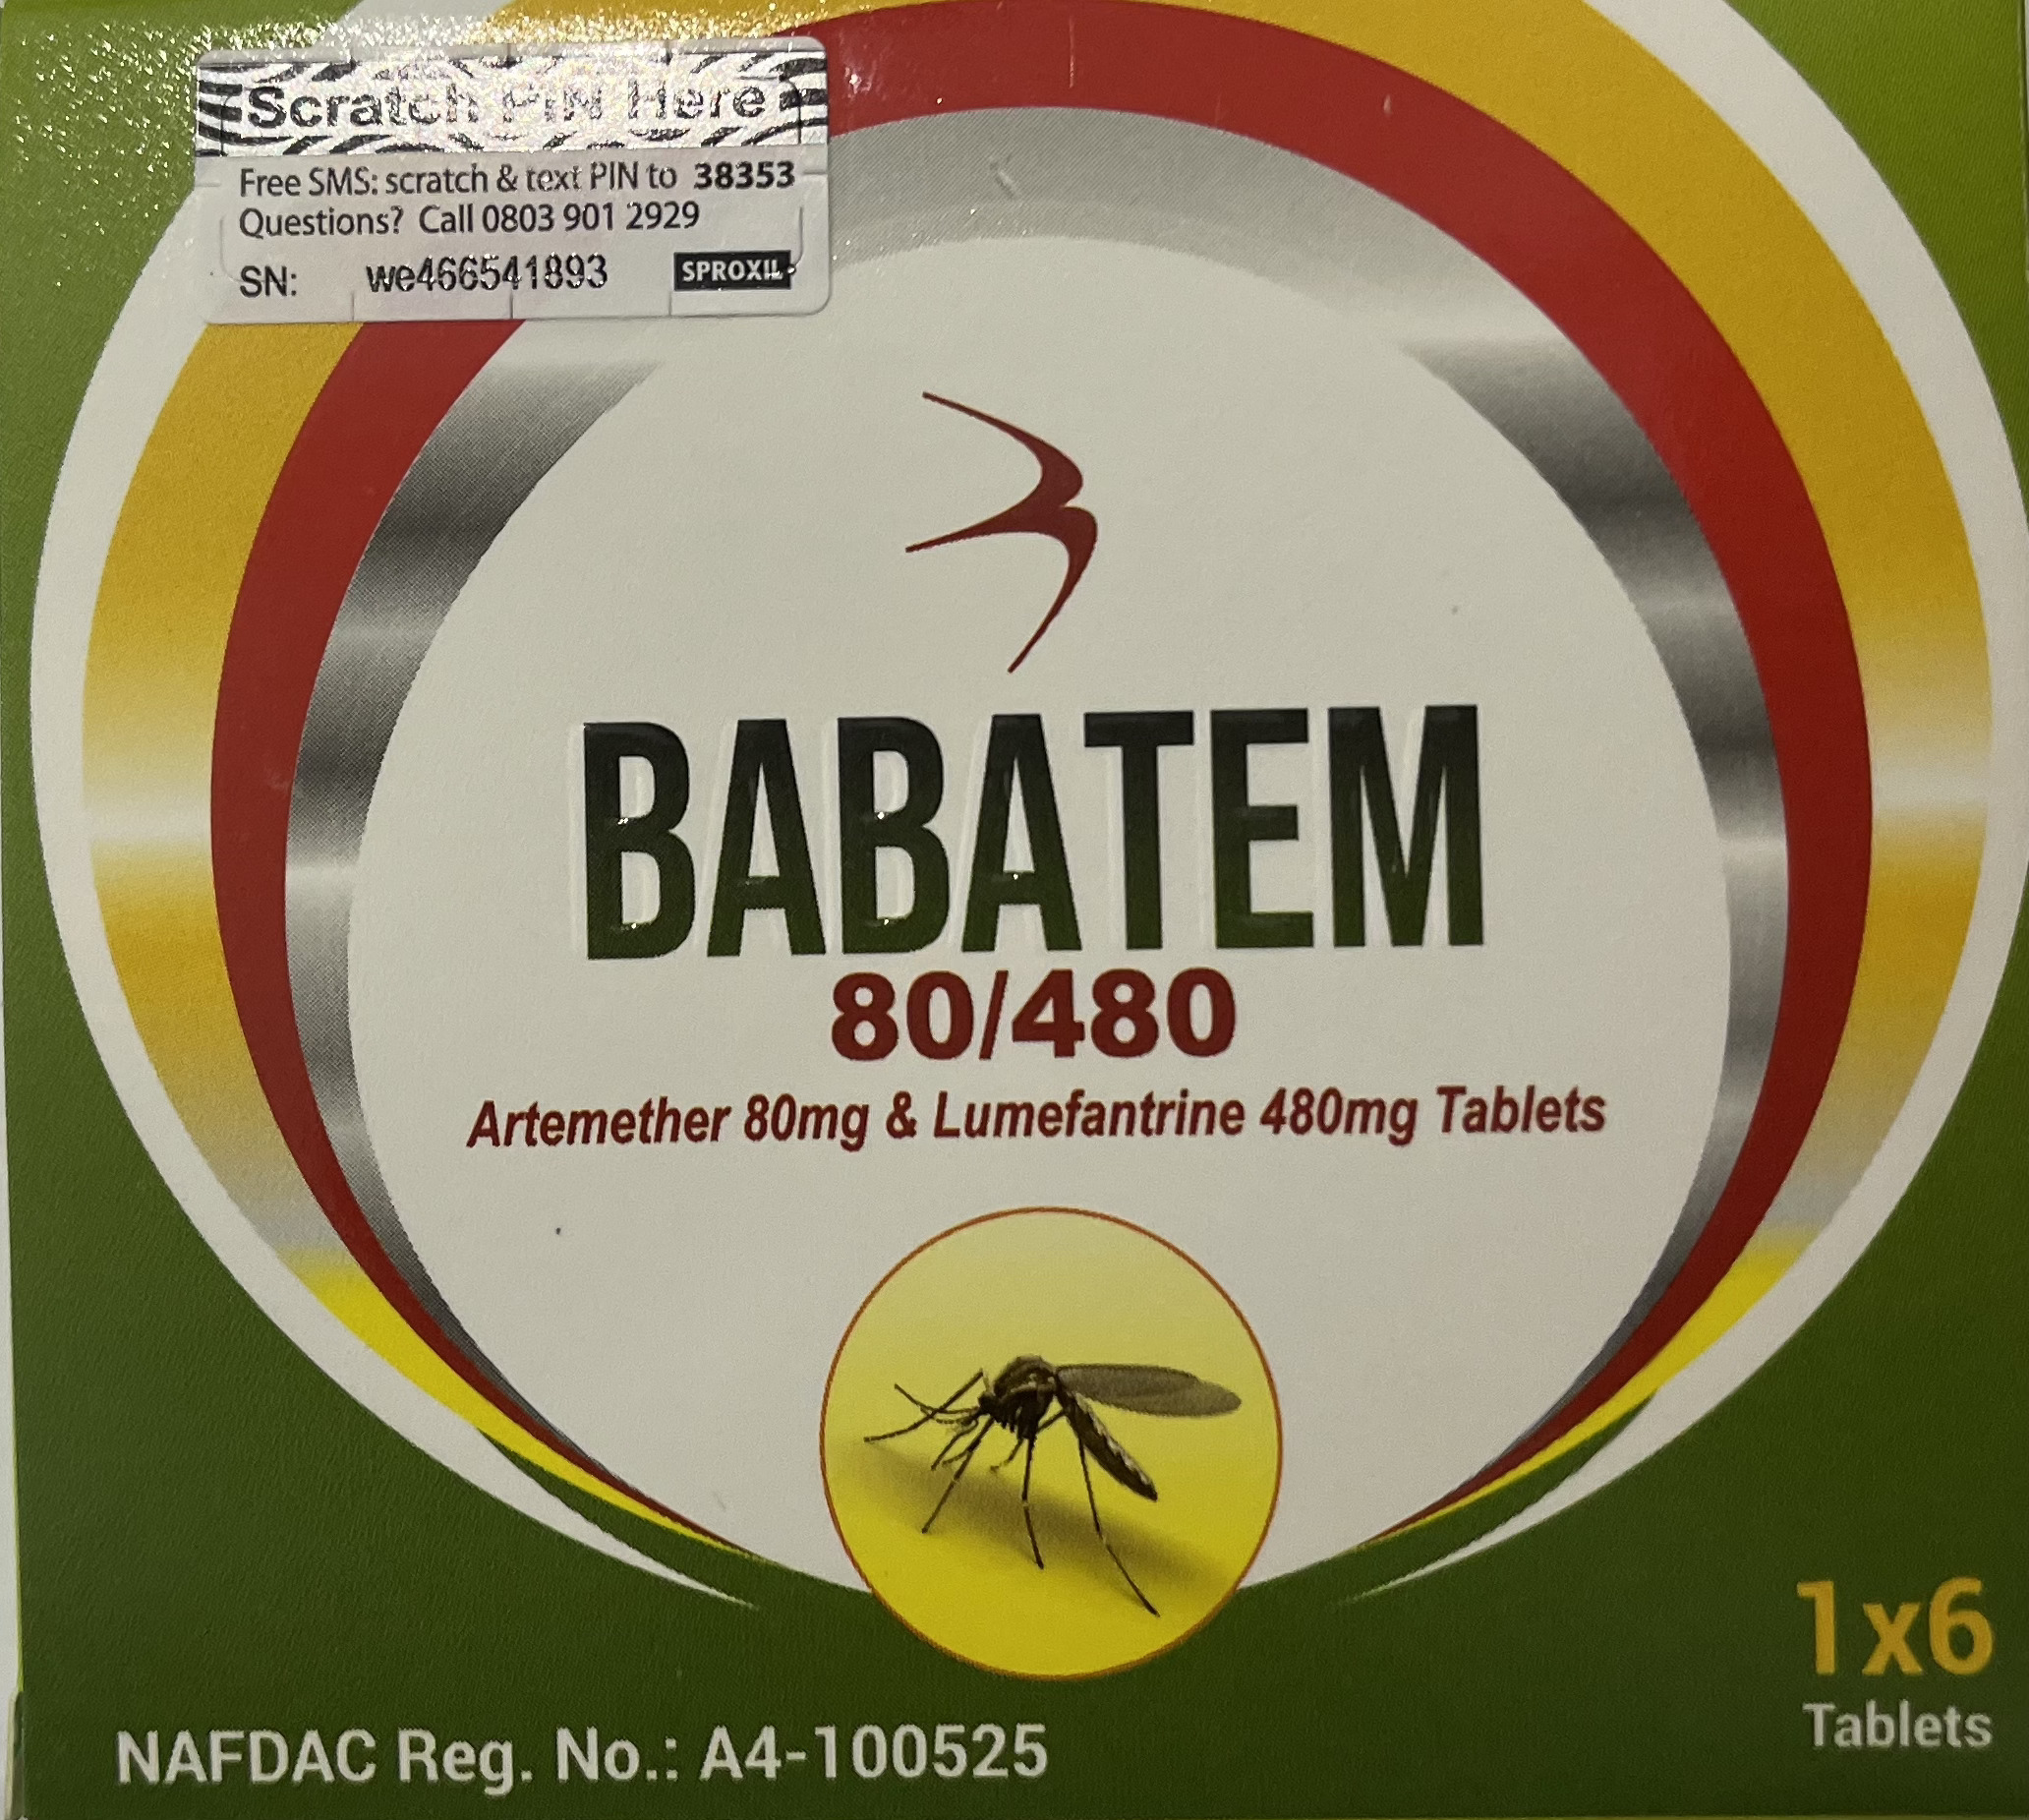 Scratch PIN Here
Free SMS: scratch & text PIN to 38353
Questions? Call 0803 901 2929
SN: we466541893 SPROXIL
BABATEM
80/480
Artemether 80mg & Lumefantrine 480mg Tablets
1x6
Tablets
NAFDAC Reg. No.: A4-100525